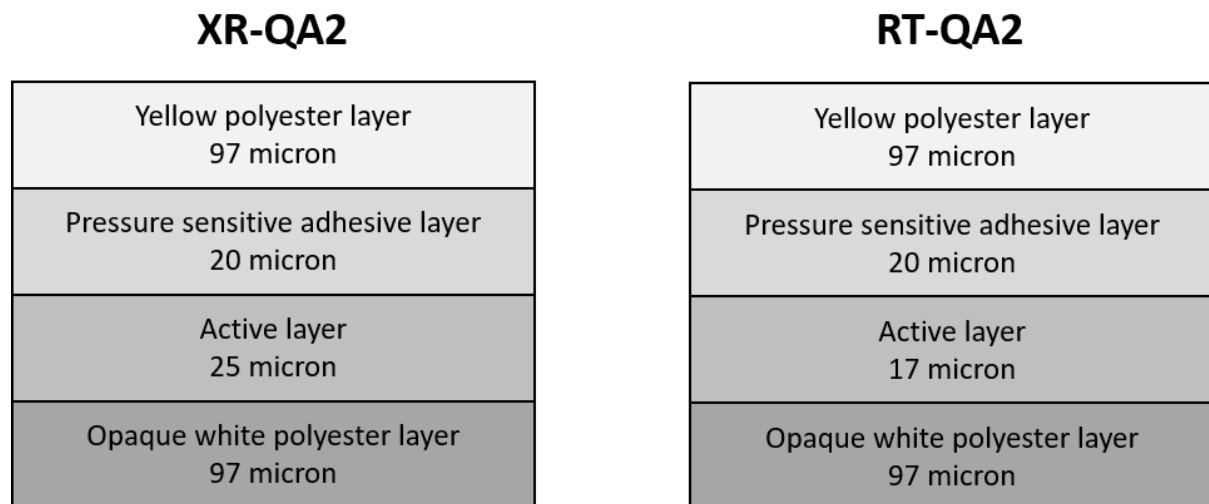 XR-QA2
Yellow polyester layer
97 micron
Pressure sensitive adhesive layer
20 micron
Active layer
25 micron
Opaque white polyester layer
97 micron
RT-QA2
Yellow polyester layer
97 micron
Pressure sensitive adhesive layer
20 micron
Active layer
17 micron
Opaque white polyester layer
97 micron